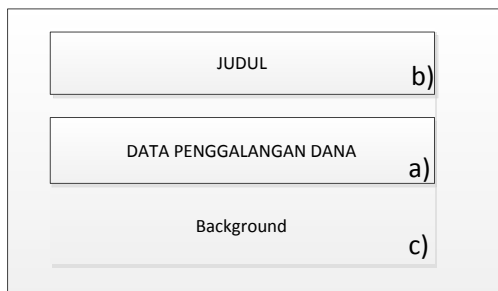 JUDUL
b)
DATA PENGGALANGAN DANA
a)
Background
c)